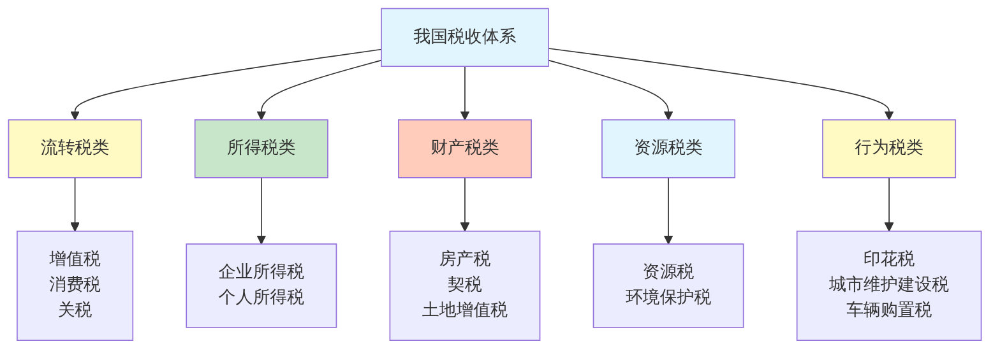 我国税收体系
流转税类
所得税类
财产税类
资源税类
行为税类
增值税
消费税
关税
企业所得税
个人所得税
房产税
契税
土地增值税
资源税
环境保护税
印花税
城市维护建设税
车辆购置税